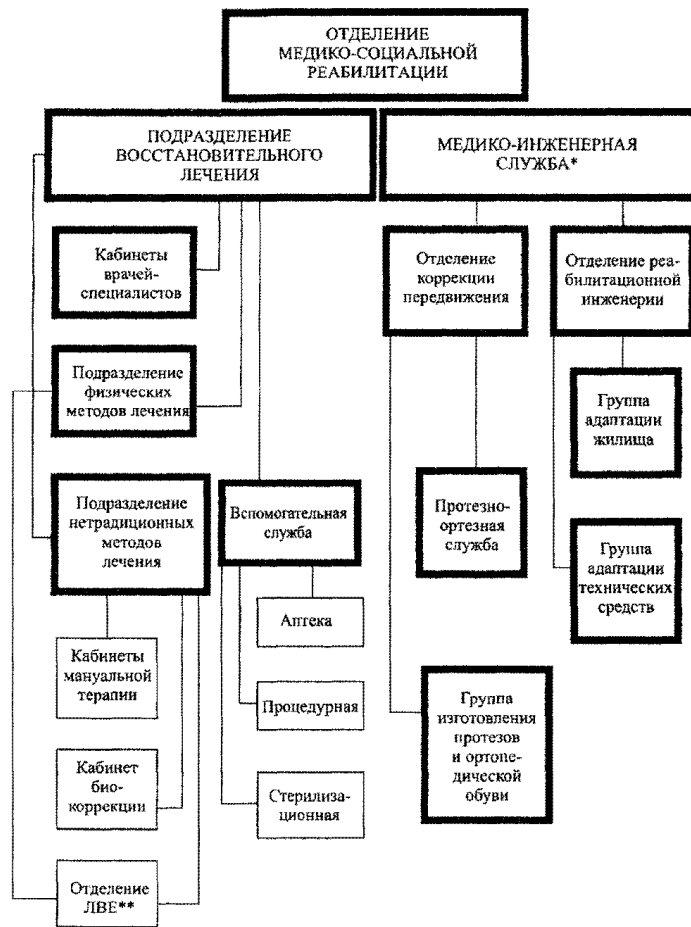 ОТДЕЛЕНИЕ
МЕДИКО-СОЦИАЛЬНОЙ
РЕАБИЛИТАЦИИ
ПОДРАЗДЕЛЕНИЕ
ВОССТАНОВИТЕЛЬНОГО
ЛЕЧЕНИЯ
МЕДИКО-ИНЖЕНЕРНАЯ
СЛУЖБА*
Кабинеты
врачей-
специалистов
Отделение
коррекции
передвижения
Отделение реа-
билитационной
инженерии
Подразделение
физических
методов лечения
Группа
адаптации
жилища
Подразделение
нетрадиционных
методов
лечения
Вспомогательная
служба
Протезно-
ортезная
служба
Группа
адаптации
технических
средств
Аптека
Кабинеты
мануальной
терапии
Процедурная
Группа
изготовления
протезов
и ортопе-
дической
обуви
Кабинет
био-
коррекции
Стерилиза-
ционная
Отделение
ЛВЕ**